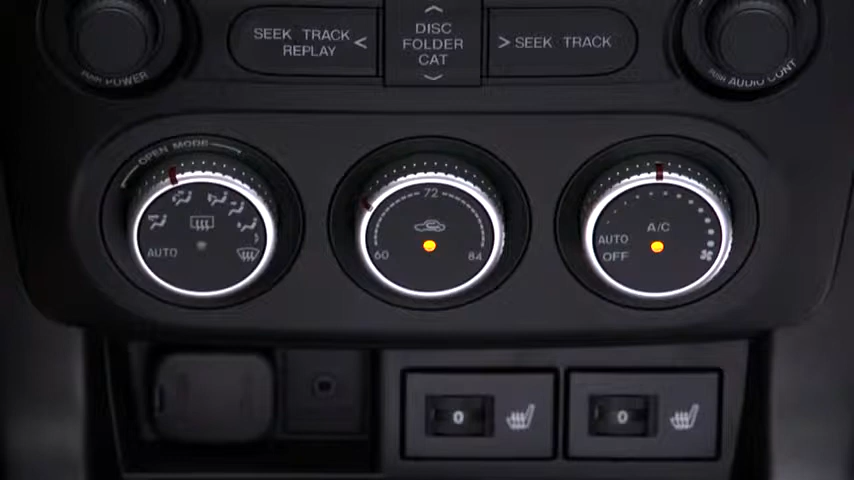 SEEK TRACK
REPLAY <
DISC
FOLDER
CAT
> SEEK TRACK
PUSH POWER
PUSH AUDIO CONT
OPEN MODE
AUTO
72
60
84
A/C
AUTO
OFF
0
0